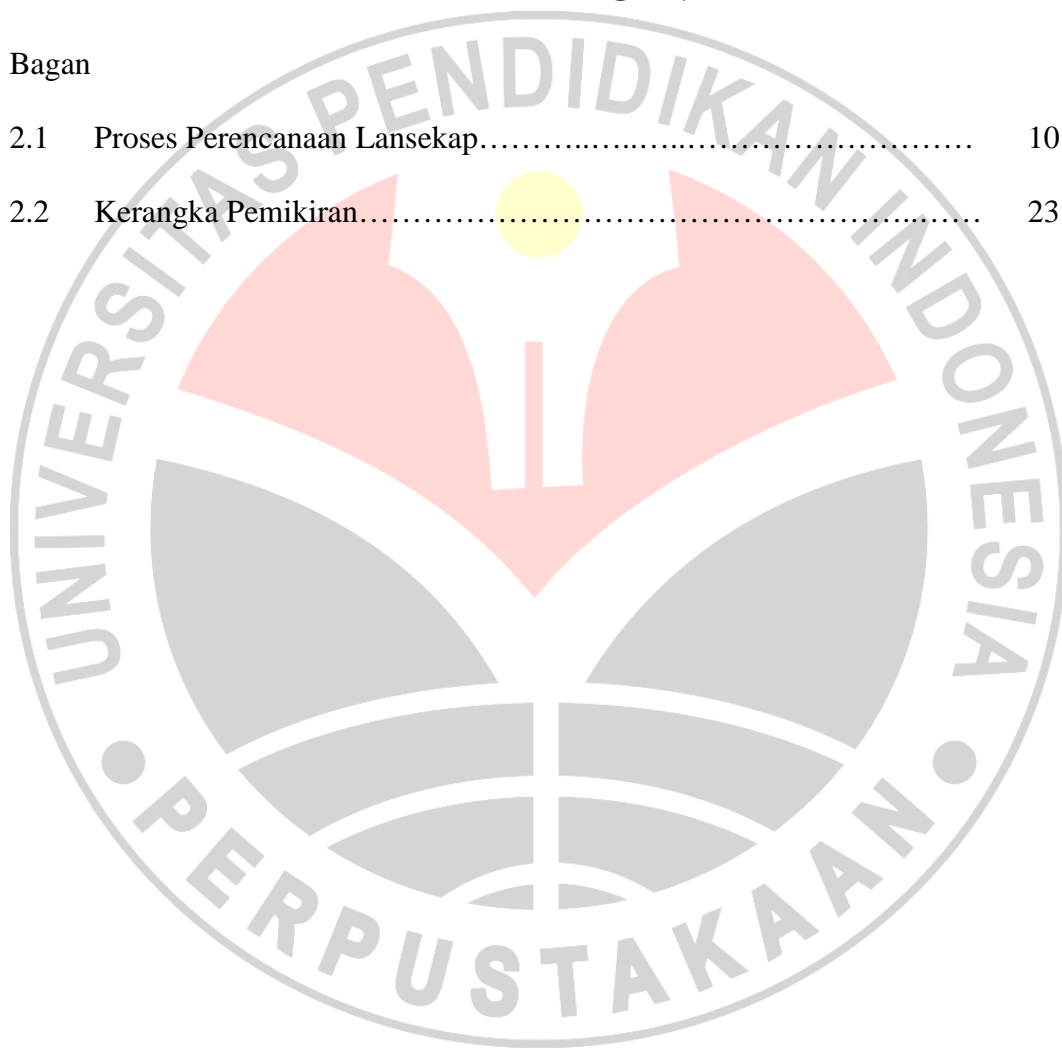 Bagan
2.1 Proses Perencanaan Lansekap………..…..…..……………………… 10
2.2 Kerangka Pemikiran……………………………………………..…… 23
UNIVERSITAS PENDIDIKAN INDONESIA
PERPUSTAKAAN